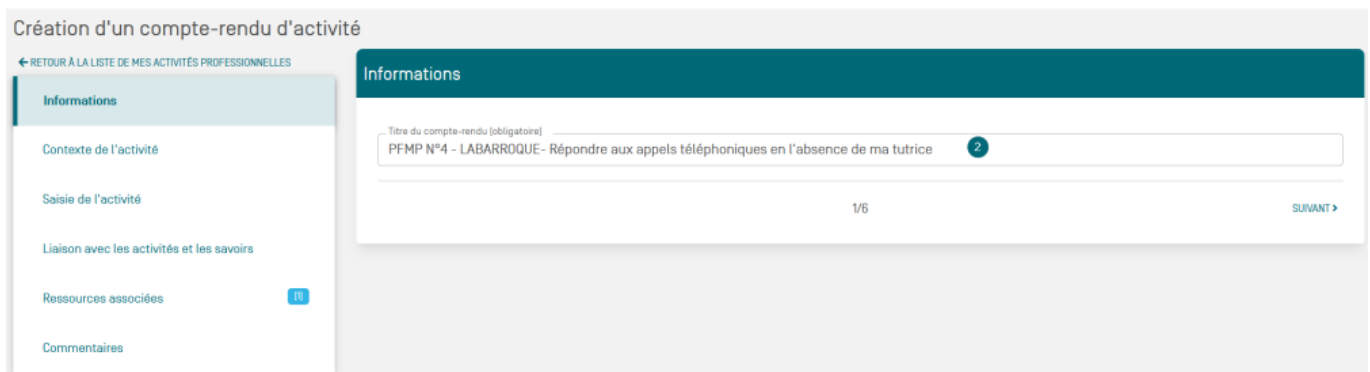 Création d'un compte-rendu d'activité
RETOUR À LA LISTE DE MES ACTIVITÉS PROFESSIONNELLES
Informations
Contexte de l'activité
Saisie de l'activité
Liaison avec les activités et les savoirs
Ressources associées [1]
Commentaires
Informations
Titre du compte-rendu (obligatoire)
PFMP N°4 - LABARROQUE- Répondre aux appels téléphoniques en l'absence de ma tutrice 2
1/6
SUIVANT